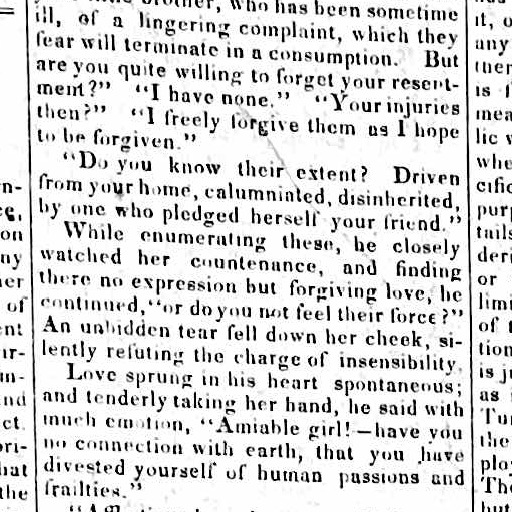 brother, who has been sometime
ill, of a lingering complaint, which they
fear will terminate in a consumption. But
are you quite willing to forget your resent-
ment?" "I have none." "Your injuries
then?" "I freely forgive them as I hope
to be forgiven."
"Do you know their extent? Driven
from your home, calumniated, disinherited,
by one who pledged herself your friend."
While enumerating these, he closely
watched her countenance, and finding
there no expression but forgiving love, he
continued, "or do you not feel their force?"
An unbidden tear fell down her cheek, si-
lently refuting the charge of insensibility.
Love sprung in his heart spontaneous;
and tenderly taking her hand, he said with
much emotion, "Amiable girl!—have you
no connection with earth, that you have
divested yourself of human passions and
frailties."